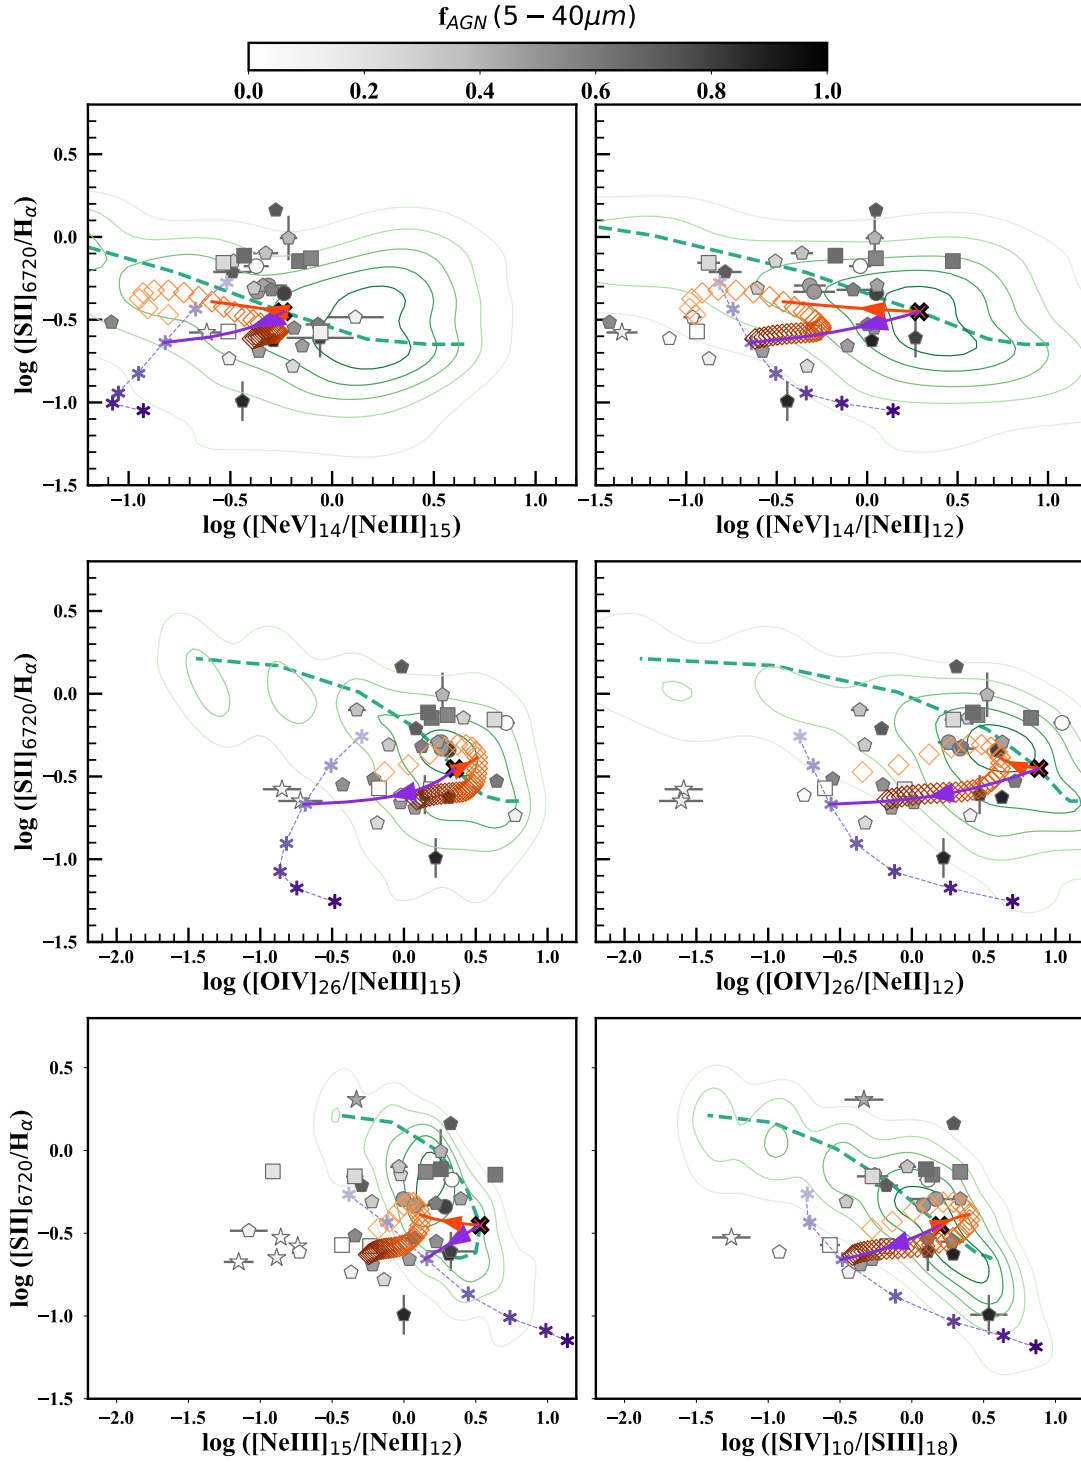 f_AGN (5 − 40μm)
0.0 0.2 0.4 0.6 0.8 1.0
log ([SII]6720/Hα)
0.5
0.0
−0.5
−1.0
−1.5
−1.0 −0.5 0.0 0.5 1.0
log ([NeV]14/[NeIII]15)
−1.5 −1.0 −0.5 0.0 0.5 1.0
log ([NeV]14/[NeII]12)
log ([SII]6720/Hα)
0.5
0.0
−0.5
−1.0
−1.5
−2.0 −1.5 −1.0 −0.5 0.0 0.5 1.0
log ([OIV]26/[NeIII]15)
−2.0 −1.5 −1.0 −0.5 0.0 0.5 1.0
log ([OIV]26/[NeII]12)
log ([SII]6720/Hα)
0.5
0.0
−0.5
−1.0
−1.5
−2.0 −1.5 −1.0 −0.5 0.0 0.5 1.0
log ([NeIII]15/[NeII]12)
−2.0 −1.5 −1.0 −0.5 0.0 0.5 1.0
log ([SIV]10/[SIII]18)